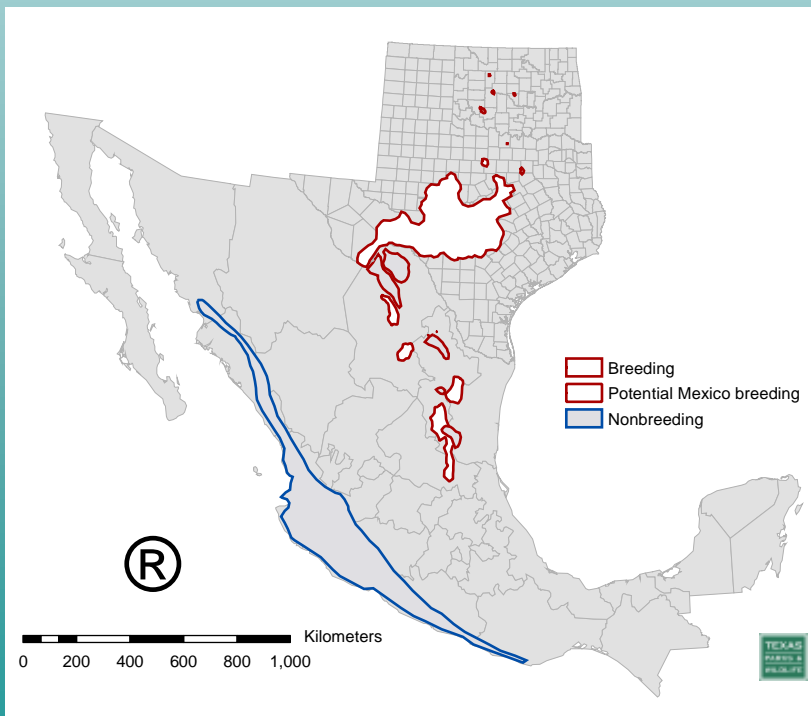 Breeding
Potential Mexico breeding
Nonbreeding
®
Kilometers
0 200 400 600 800 1,000
TEXAS
PARKS &
WILDLIFE